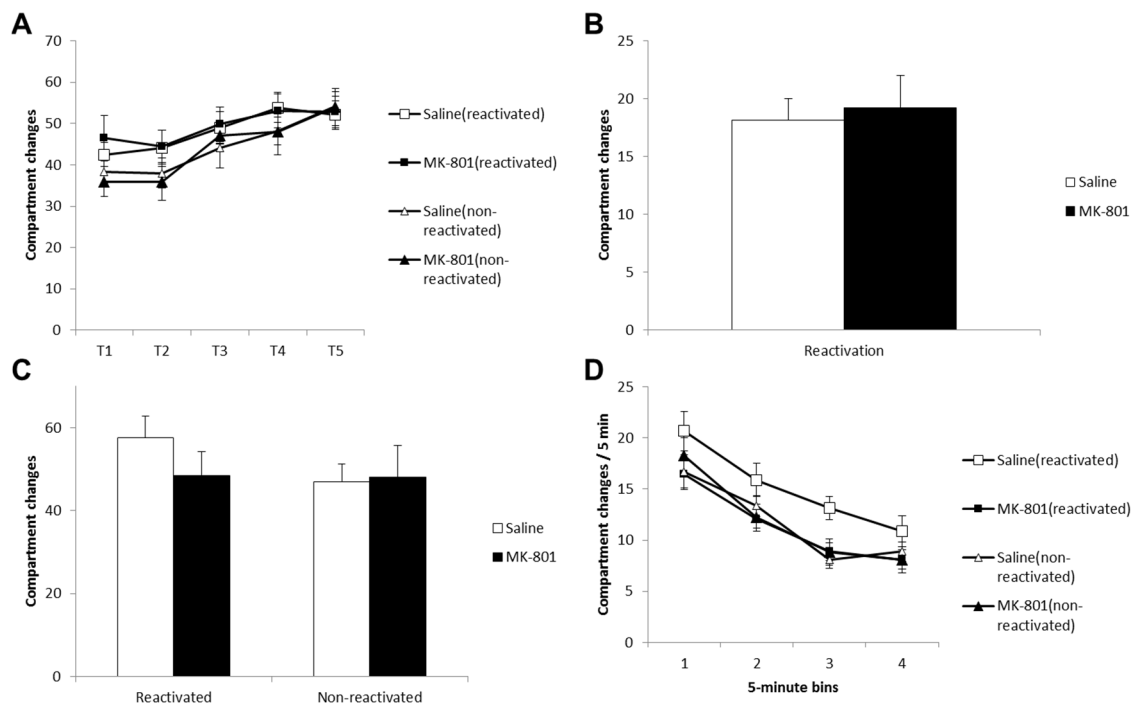 A
70
60
50
40
30
20
10
0
Compartment changes
T1 T2 T3 T4 T5
Saline(reactivated)
MK-801(reactivated)
Saline(non-
reactivated)
MK-801(non-
reactivated)
B
25
20
15
10
5
0
Compartment changes
Reactivation
Saline
MK-801
C
60
40
20
0
Compartment changes
Reactivated Non-reactivated
Saline
MK-801
D
25
20
15
10
5
0
Compartment changes / 5 min
1 2 3 4
5-minute bins
Saline(reactivated)
MK-801(reactivated)
Saline(non-
reactivated)
MK-801(non-
reactivated)